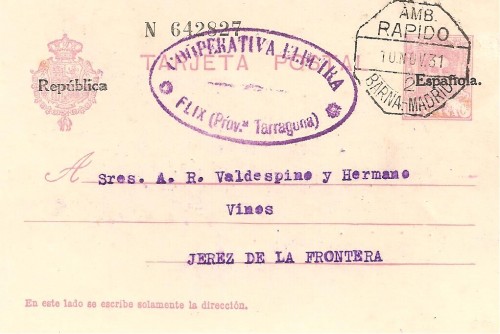 N 642827
TARJETA POSTAL
República
Española.
COOPERATIVA ELECTRA
FLIX (Prov.ª Tarragona)
AMB.
RAPIDO
10 NOV. 31
2
BARNA-MADRID
A Sres. A. R. Valdespino y Hermano
Vinos
JEREZ DE LA FRONTERA
En este lado se escribe solamente la dirección.